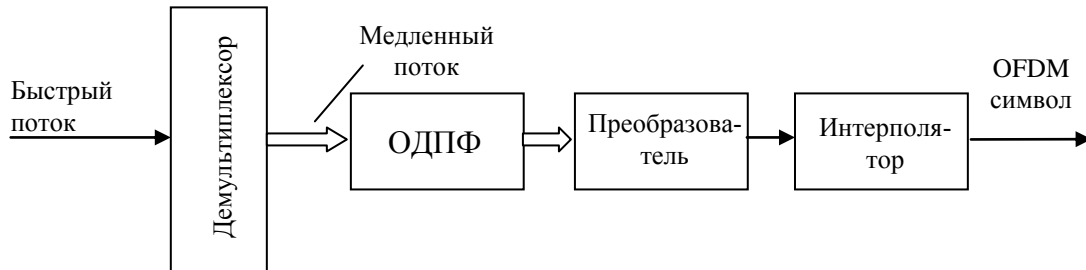 Быстрый
поток
Демультиплексор
Медленный
поток
ОДПФ
Преобразова-
тель
Интерполя-
тор
OFDM
символ